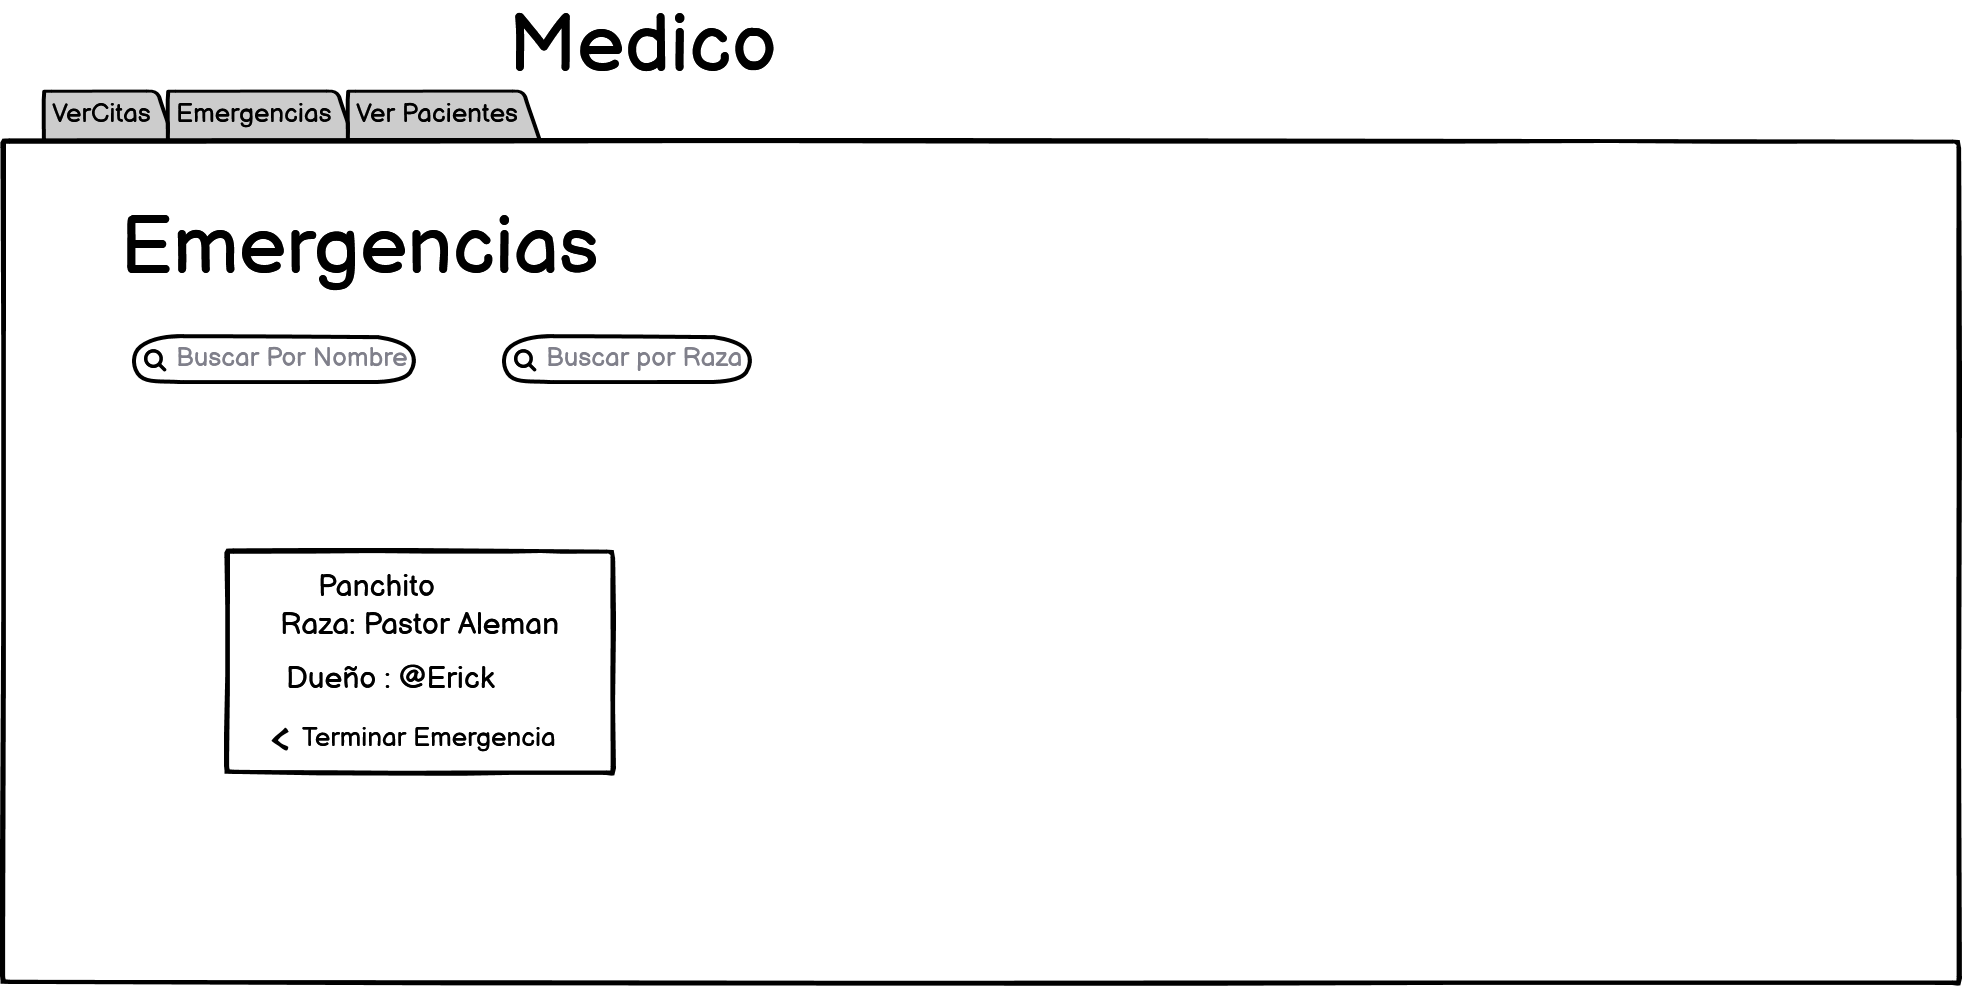 Medico
VerCitas Emergencias Ver Pacientes
Emergencias
Buscar Por Nombre Buscar por Raza
Panchito
Raza: Pastor Aleman
Dueño : @Erick
< Terminar Emergencia